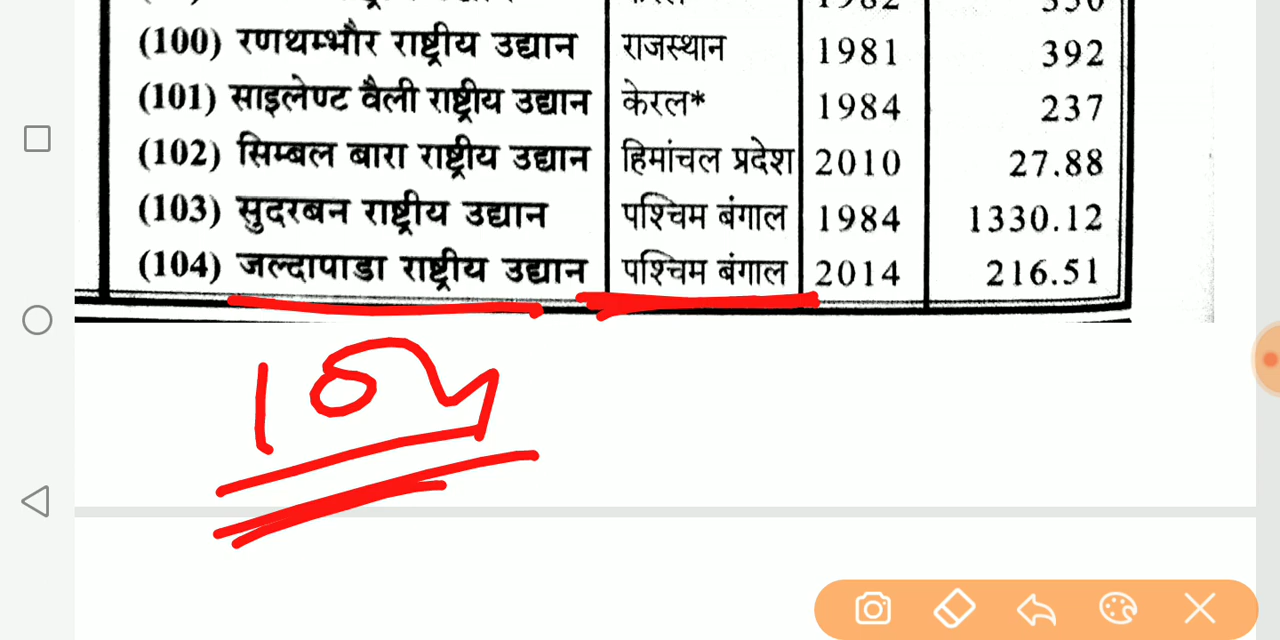 (100) रणथम्भौर राष्ट्रीय उद्यान राजस्थान 1981 392
(101) साइलेण्ट वैली राष्ट्रीय उद्यान केरल* 1984 237
(102) सिम्बल बारा राष्ट्रीय उद्यान हिमांचल प्रदेश 2010 27.88
(103) सुदरबन राष्ट्रीय उद्यान पश्चिम बंगाल 1984 1330.12
(104) जल्दापाडा राष्ट्रीय उद्यान पश्चिम बंगाल 2014 216.51
104